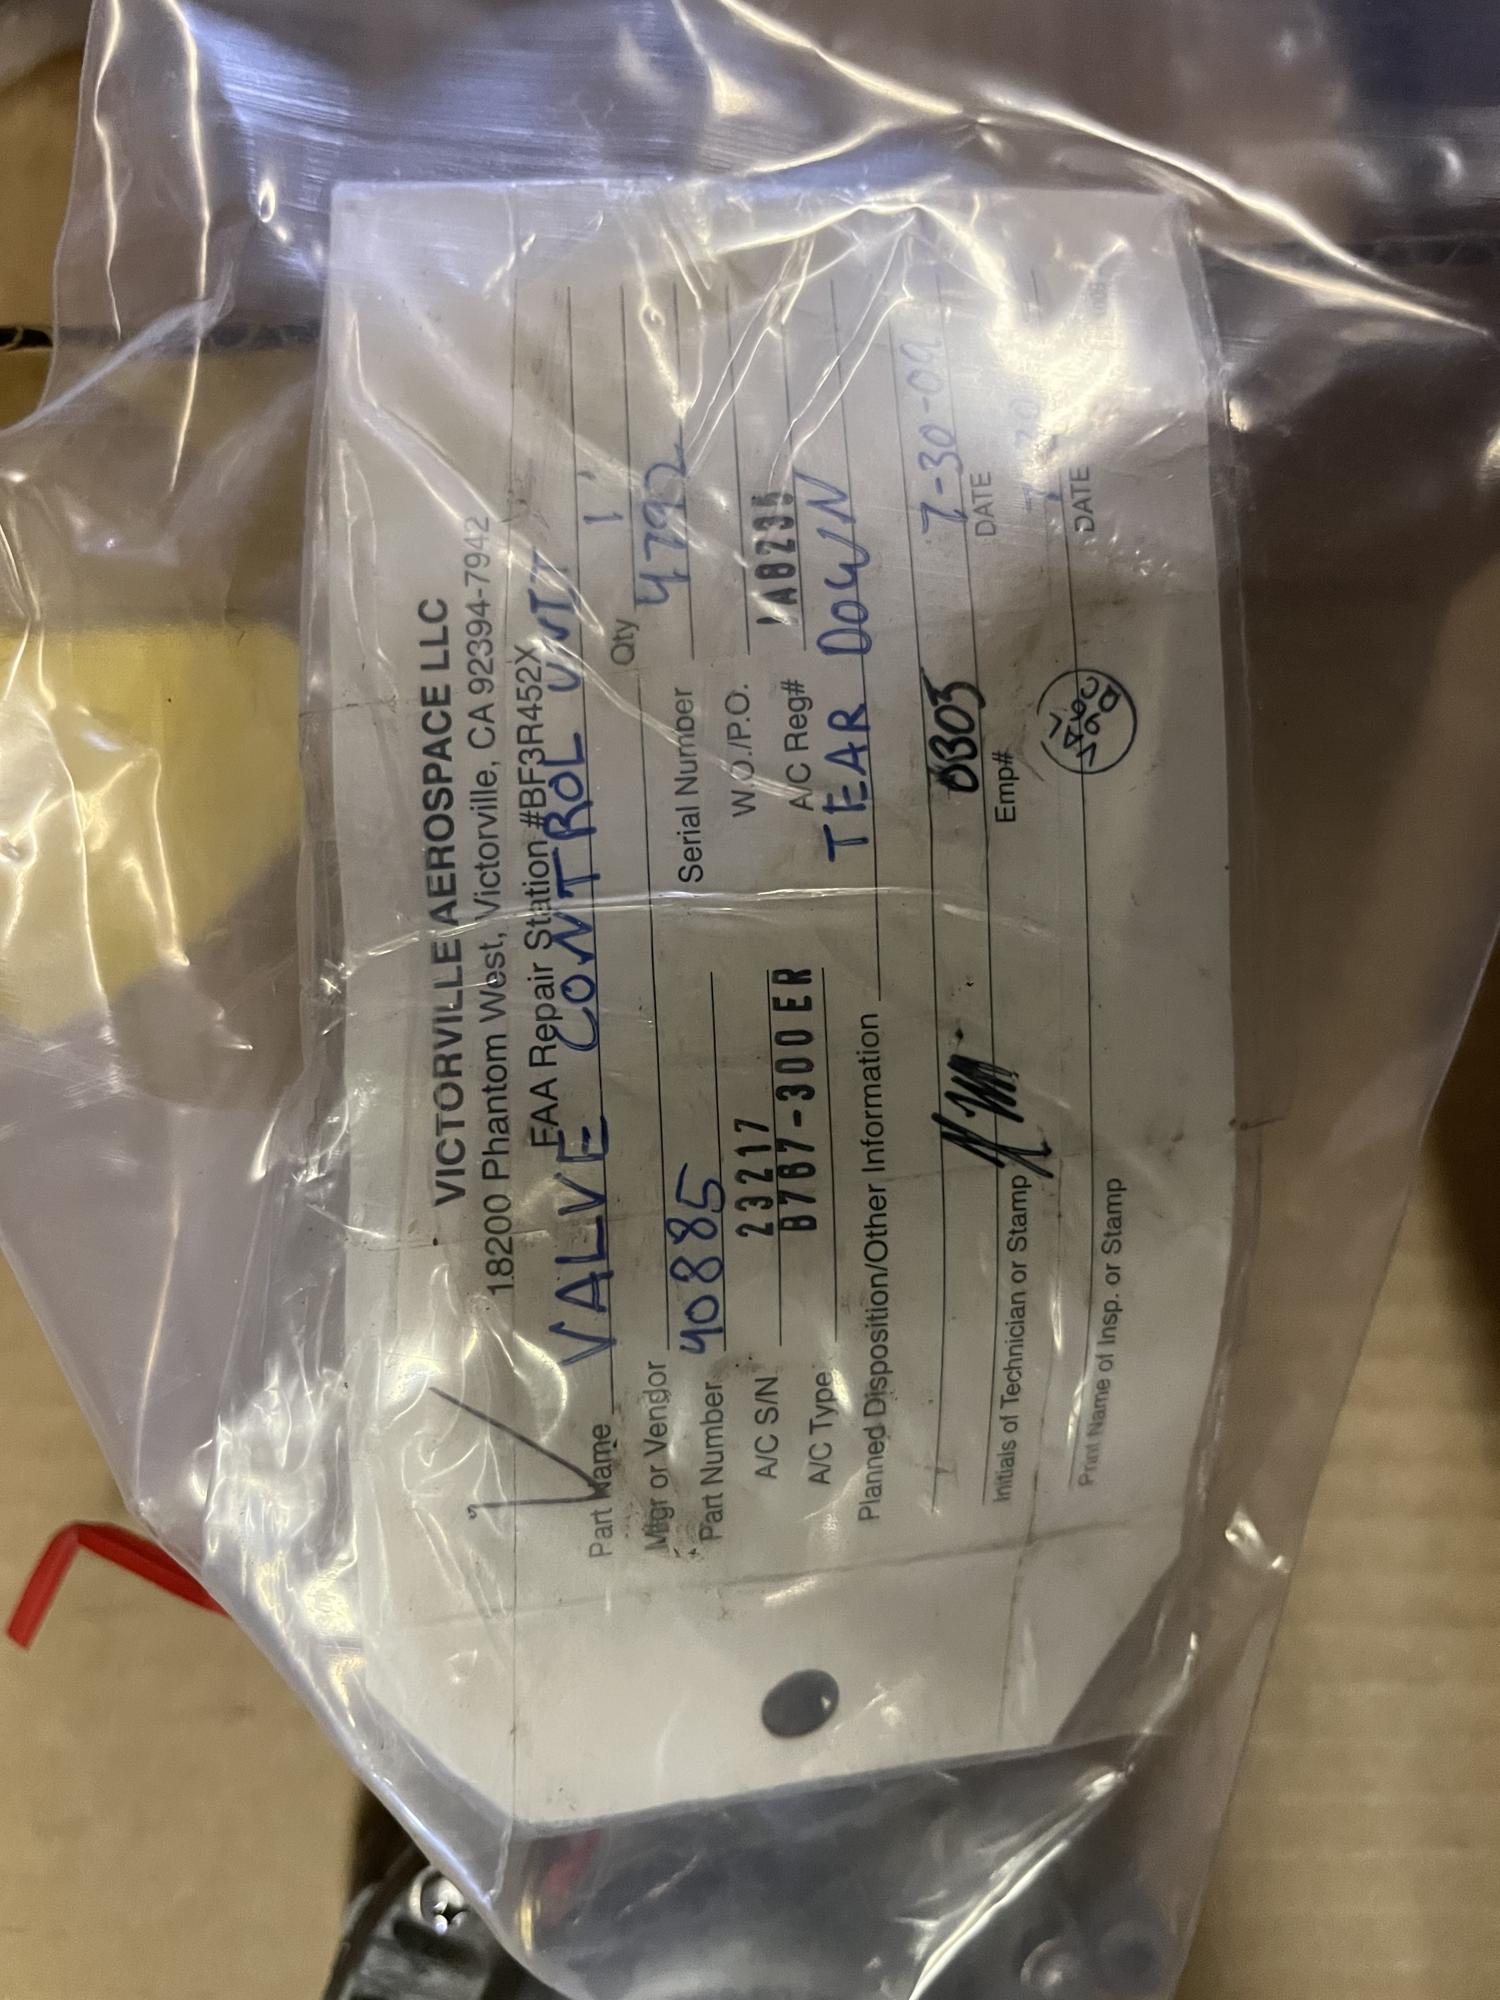 VICTORVILLE AEROSPACE LLC
18200 Phantom West, Victorville, CA 92394-7942
FAA Repair Station #BF3R452X
Part Name VALVE CONTROL UNIT
Qty 1
Mfgr or Vendor
Part Number 40885 Serial Number 4792
A/C S/N 23217 W.O./P.O.
A/C Type B767-300ER A/C Reg#
Planned Disposition/Other Information TEAR DOWN
0303 7-30-09
Initials of Technician or Stamp Emp# DATE
Print Name of Insp. or Stamp DATE